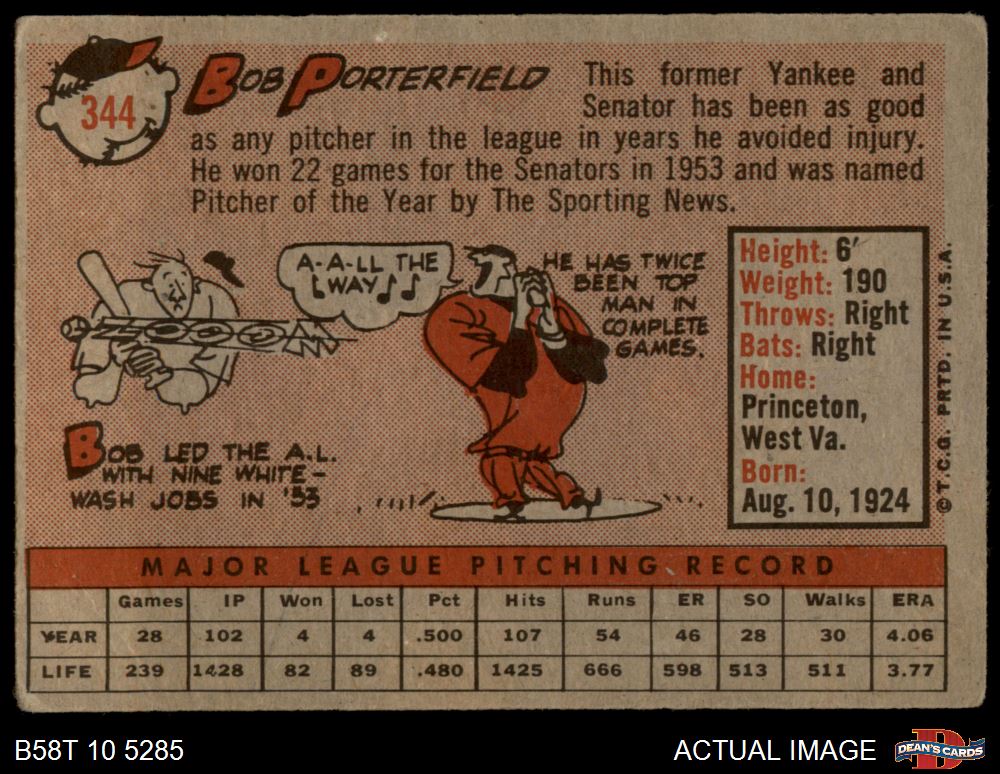 344
BOB PORTERFIELD
This former Yankee and
Senator has been as good
as any pitcher in the league in years he avoided injury.
He won 22 games for the Senators in 1953 and was named
Pitcher of the Year by The Sporting News.
A-A-LL THE
WAY
HE HAS TWICE
BEEN TOP
MAN IN
COMPLETE
GAMES.
BOB LED THE A.L.
WITH NINE WHITE-
WASH JOBS IN '53
Height: 6'
Weight: 190
Throws: Right
Bats: Right
Home:
Princeton,
West Va.
Born:
Aug. 10, 1924
© T.C.G. PRTD. IN U.S.A.
MAJOR LEAGUE PITCHING RECORD
Games IP Won Lost Pct Hits Runs ER SO Walks ERA
YEAR 28 102 4 4 .500 107 54 46 28 30 4.06
LIFE 239 1428 82 89 .480 1425 666 598 513 511 3.77
B58T 10 5285
ACTUAL IMAGE
D
DEAN'S CARDS